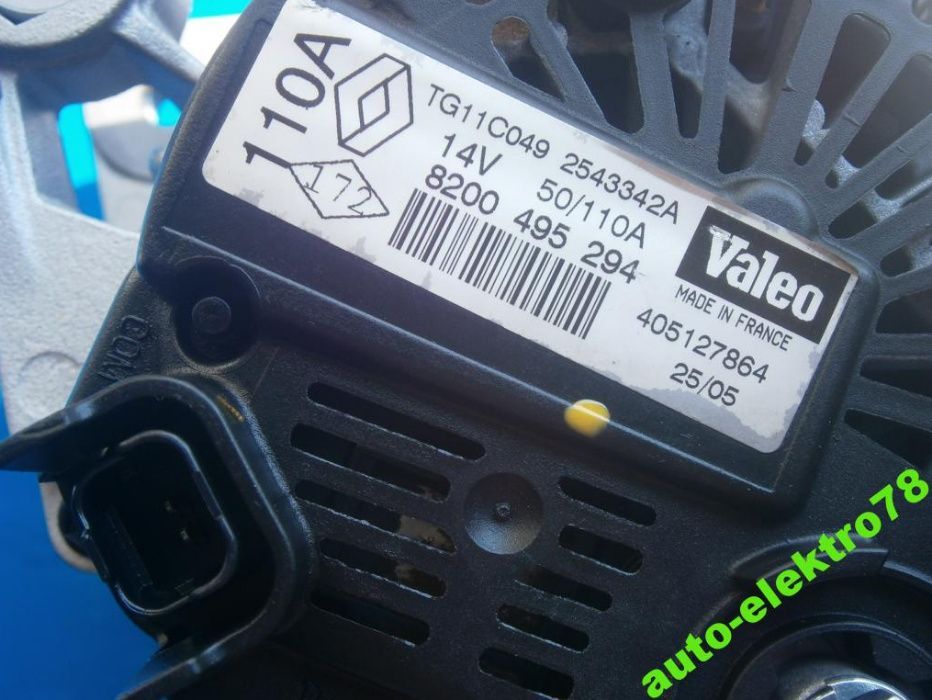 110A
172
TG11C049 2543342A
14V 50/110A
8200 495 294
Valeo
MADE IN FRANCE
405127864
25/05
COM
auto-elektro78